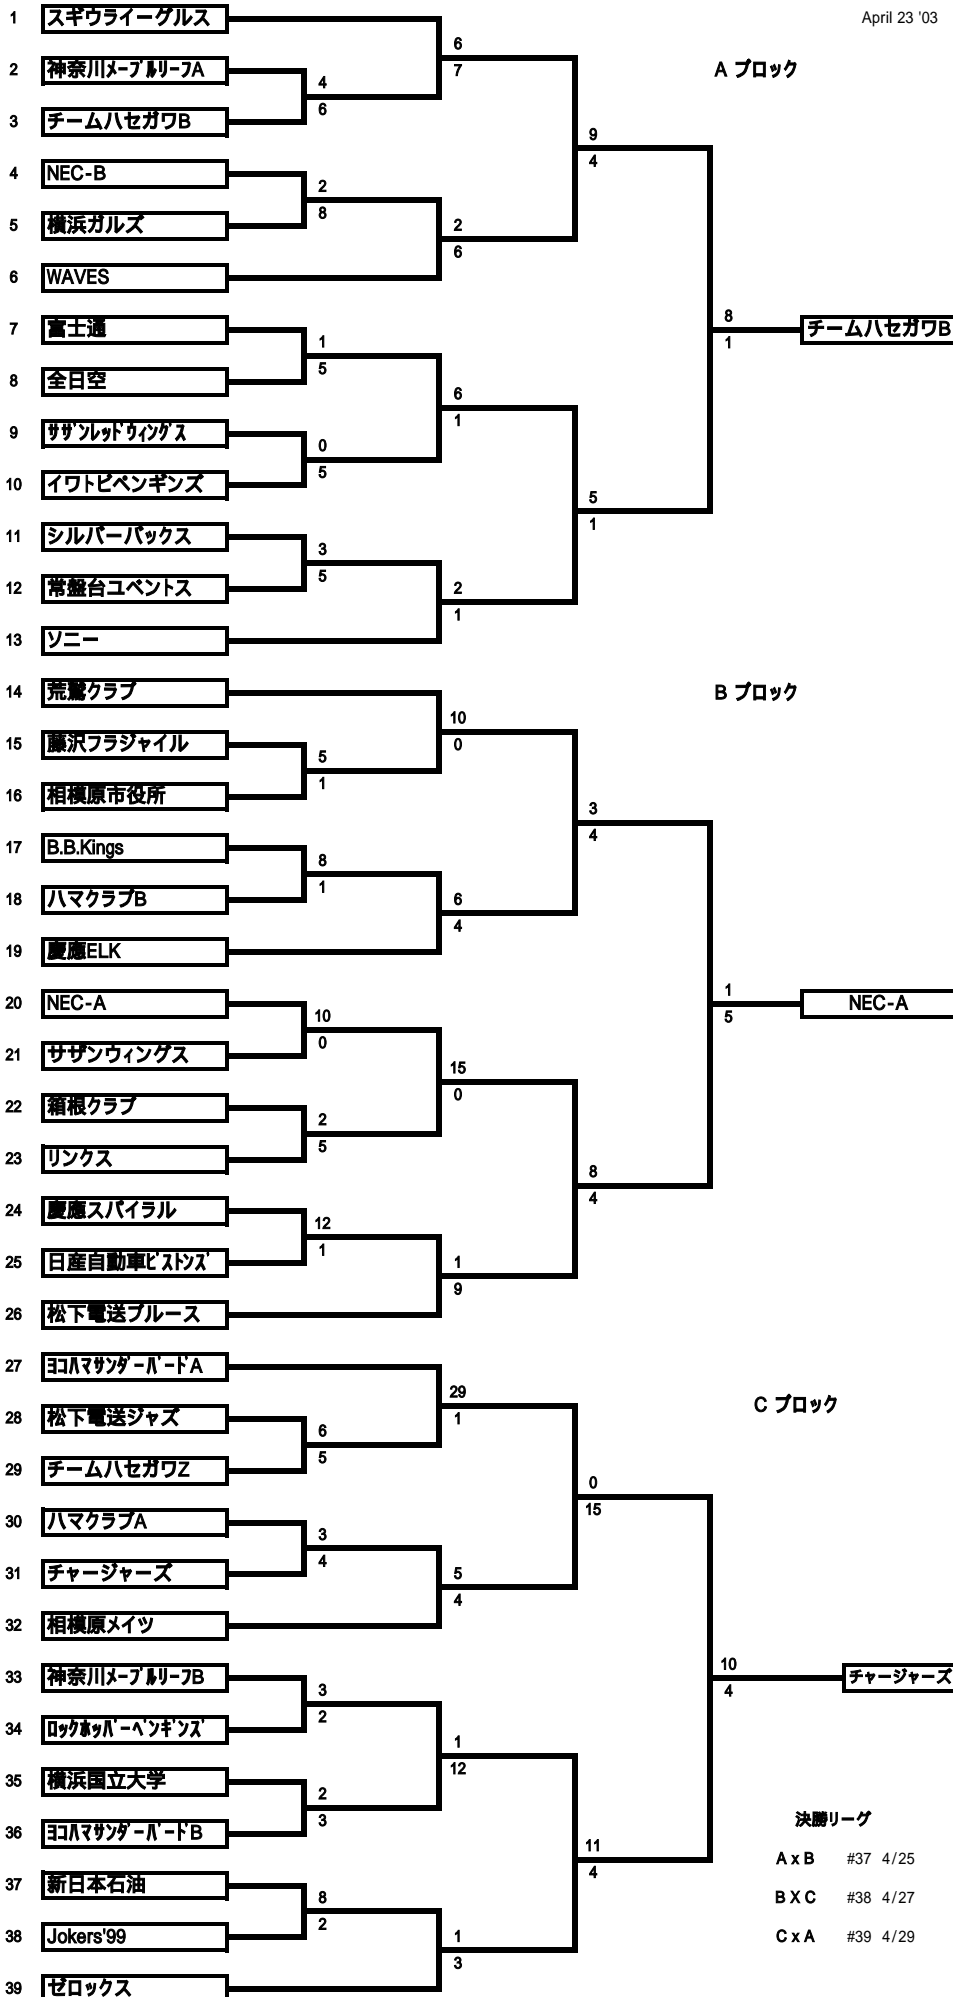 April 23 '03
A ブロック
1 スギウライーグルス
2 神奈川ﾒｰﾌﾟﾙﾘｰﾌA
3 チームハセガワB
4 NEC-B
5 横浜ガルズ
6 WAVES
7 富士通
8 全日空
9 ｻｻﾞﾝﾚｯﾄﾞｳｨﾝｸﾞｽ
10 イワトビペンギンズ
11 シルバーバックス
12 常盤台ユベントス
13 ソニー
4
6
2
8
1
5
0
5
3
5
6
7
2
6
6
1
2
1
9
4
5
1
8
1
チームハセガワB
B ブロック
14 荒鷲クラブ
15 藤沢フラジャイル
16 相模原市役所
17 B.B.Kings
18 ハマクラブB
19 慶應ELK
20 NEC-A
21 サザンウィングス
22 箱根クラブ
23 リンクス
24 慶應スパイラル
25 日産自動車ﾋﾟｽﾄﾝｽﾞ
26 松下電送ブルース
5
1
8
1
10
0
2
5
12
1
10
0
6
4
15
0
1
9
3
4
8
4
1
5
NEC-A
C ブロック
27 ﾖｺﾊﾏｻﾝﾀﾞｰﾊﾞｰﾄﾞA
28 松下電送ジャズ
29 チームハセガワZ
30 ハマクラブA
31 チャージャーズ
32 相模原メイツ
33 神奈川ﾒｰﾌﾟﾙﾘｰﾌB
34 ﾛｯｸﾎｯﾊﾟｰﾍﾟﾝｷﾞﾝｽﾞ
35 横浜国立大学
36 ﾖｺﾊﾏｻﾝﾀﾞｰﾊﾞｰﾄﾞB
37 新日本石油
38 Jokers'99
39 ゼロックス
6
5
3
4
3
2
2
3
8
2
29
1
5
4
1
12
1
3
0
15
11
4
10
4
チャージャーズ
決勝リーグ
A x B #37 4/25
B X C #38 4/27
C x A #39 4/29